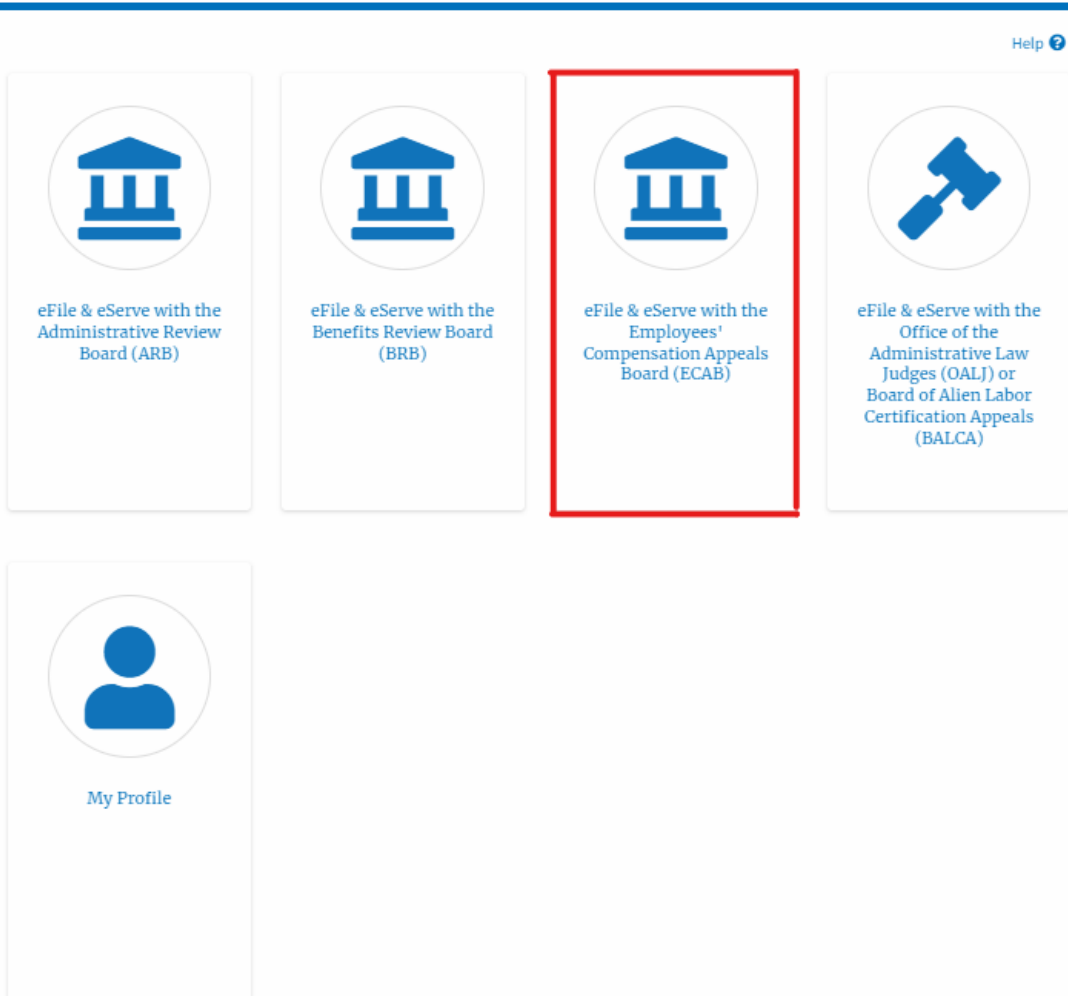 Help ?
eFile & eServe with the
Administrative Review
Board (ARB)
eFile & eServe with the
Benefits Review Board
(BRB)
eFile & eServe with the
Employees'
Compensation Appeals
Board (ECAB)
eFile & eServe with the
Office of the
Administrative Law
Judges (OALJ) or
Board of Alien Labor
Certification Appeals
(BALCA)
My Profile